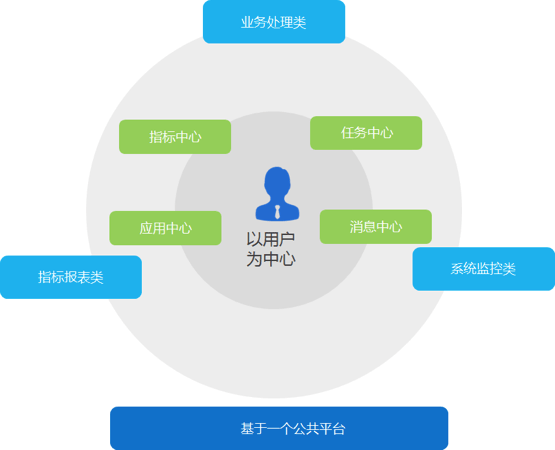 业务处理类
指标中心
任务中心
应用中心
消息中心
以用户
为中心
指标报表类
系统监控类
基于一个公共平台